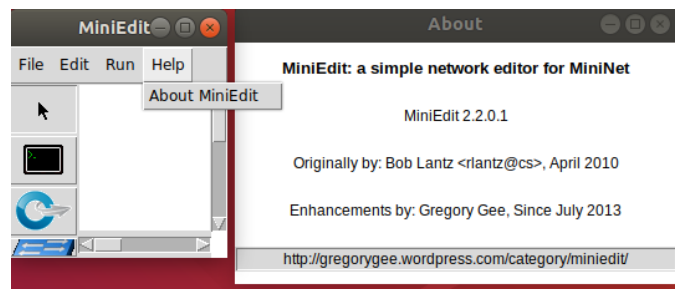 MiniEdit
File Edit Run Help
About MiniEdit
About
MiniEdit: a simple network editor for MiniNet
MiniEdit 2.2.0.1
Originally by: Bob Lantz <rlantz@cs>, April 2010
Enhancements by: Gregory Gee, Since July 2013
http://gregorygee.wordpress.com/category/miniedit/